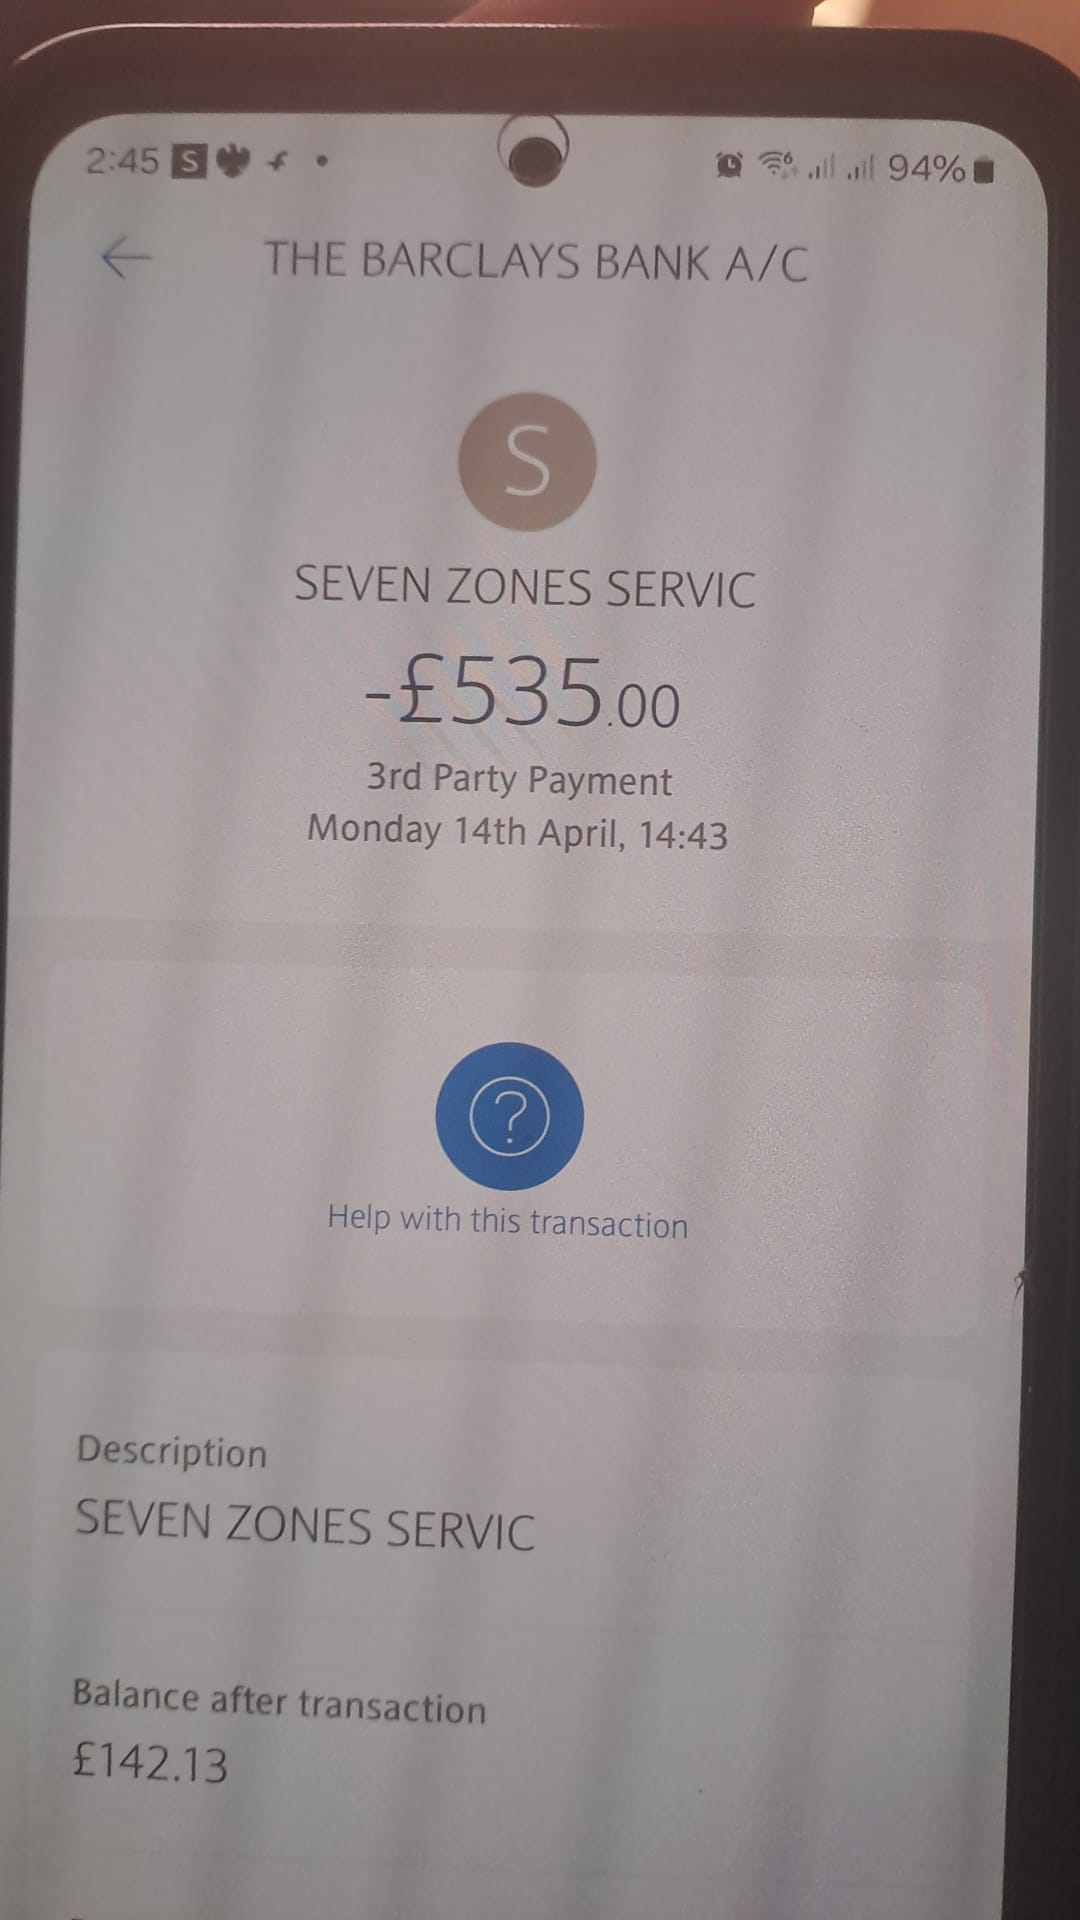 2:45 S f
94%
THE BARCLAYS BANK A/C
S
SEVEN ZONES SERVIC
-£535.00
3rd Party Payment
Monday 14th April, 14:43
?
Help with this transaction
Description
SEVEN ZONES SERVIC
Balance after transaction
£142.13